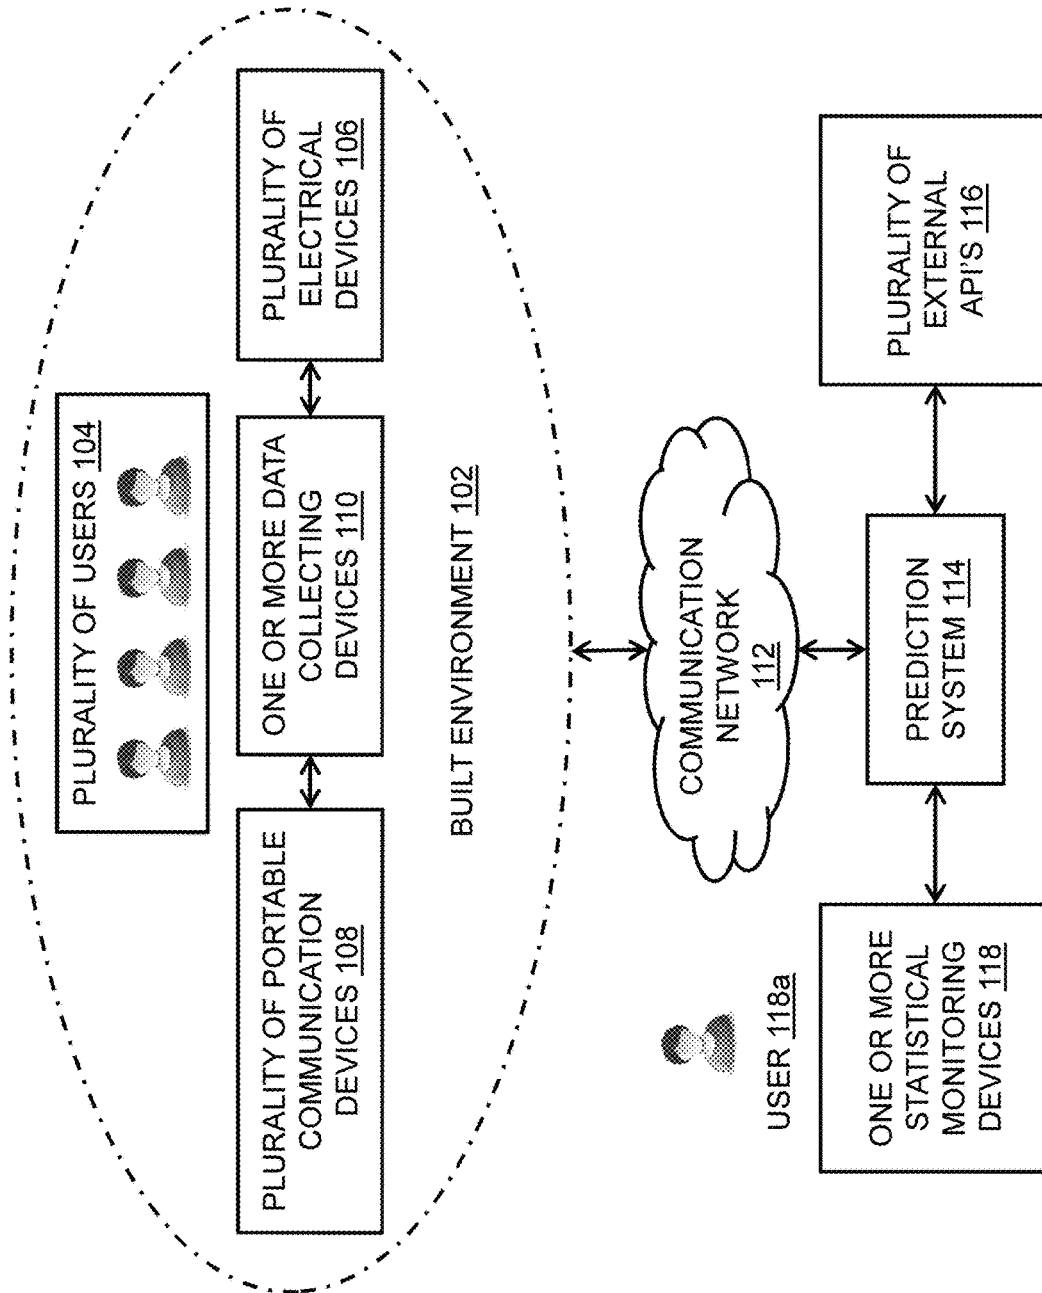 PLURALITY OF USERS 104
PLURALITY OF PORTABLE
COMMUNICATION
DEVICES 108
ONE OR MORE DATA
COLLECTING
DEVICES 110
PLURALITY OF
ELECTRICAL
DEVICES 106
BUILT ENVIRONMENT 102
COMMUNICATION
NETWORK
112
USER 118a
ONE OR MORE
STATISTICAL
MONITORING
DEVICES 118
PREDICTION
SYSTEM 114
PLURALITY OF
EXTERNAL
API'S 116